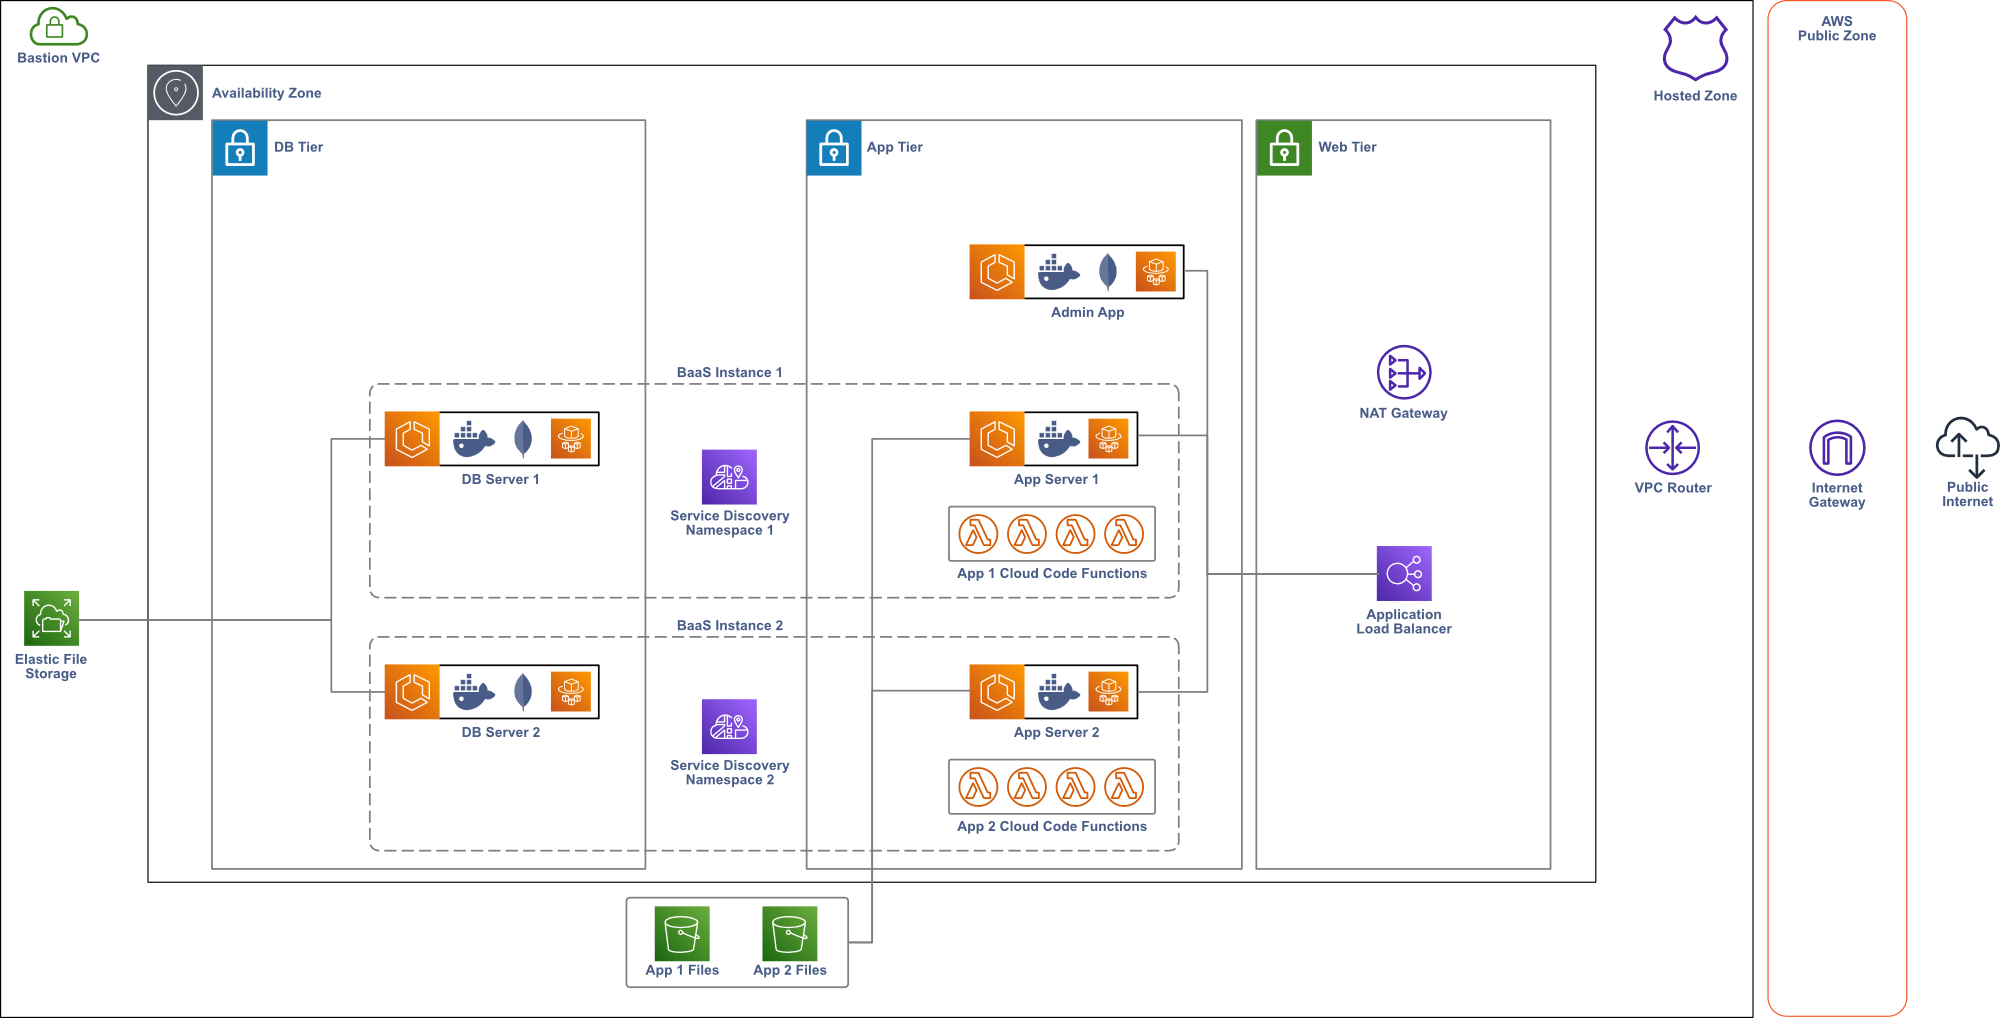 Bastion VPC
AWS
Public Zone
Hosted Zone
Availability Zone
DB Tier
App Tier
Web Tier
Admin App
BaaS Instance 1
NAT Gateway
DB Server 1
App Server 1
Service Discovery
Namespace 1
VPC Router
Internet
Gateway
Public
Internet
App 1 Cloud Code Functions
Application
Load Balancer
BaaS Instance 2
Elastic File
Storage
DB Server 2
App Server 2
Service Discovery
Namespace 2
App 2 Cloud Code Functions
App 1 Files
App 2 Files